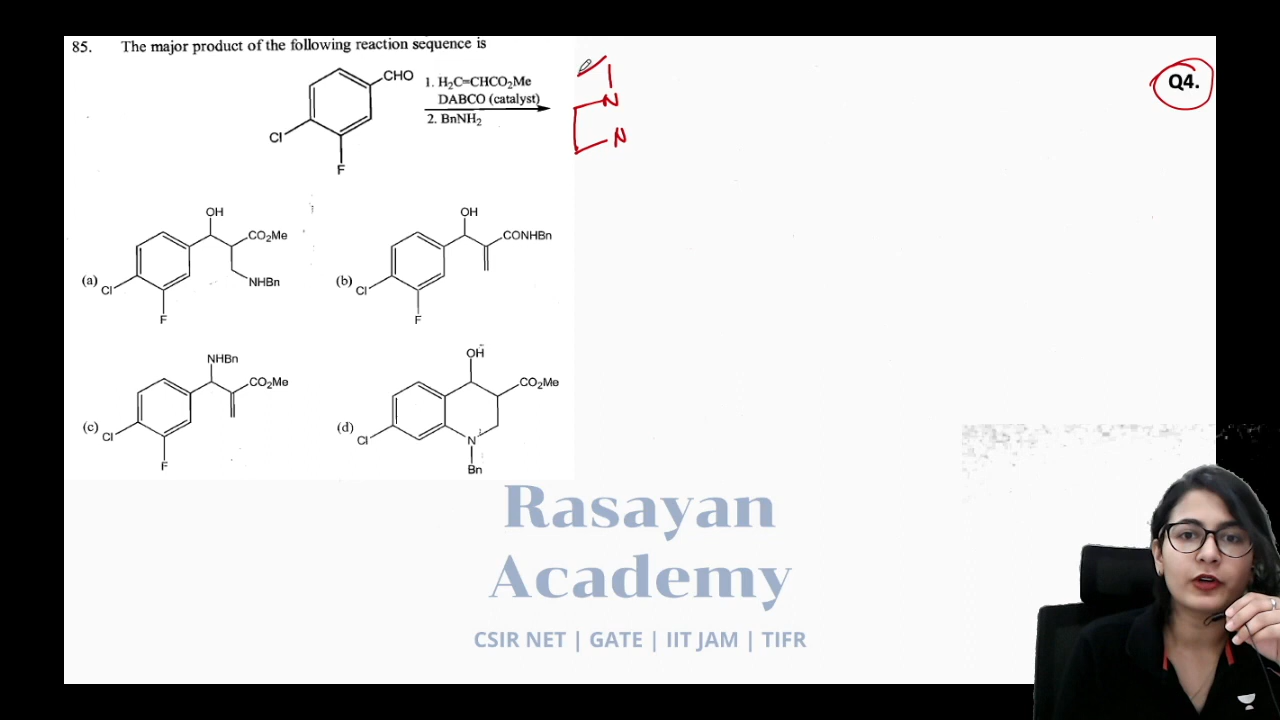 85. The major product of the following reaction sequence is
Q4.
CHO
1. H₂C=CHCO₂Me
DABCO (catalyst)
2. BnNH₂
Cl
F
N
N
(a)
OH
CO₂Me
NHBn
Cl
F
(b)
OH
CONHBn
Cl
F
(c)
NHBn
CO₂Me
Cl
F
(d)
OH
CO₂Me
Cl
N
Bn
Rasayan
Academy
CSIR NET | GATE | IIT JAM | TIFR